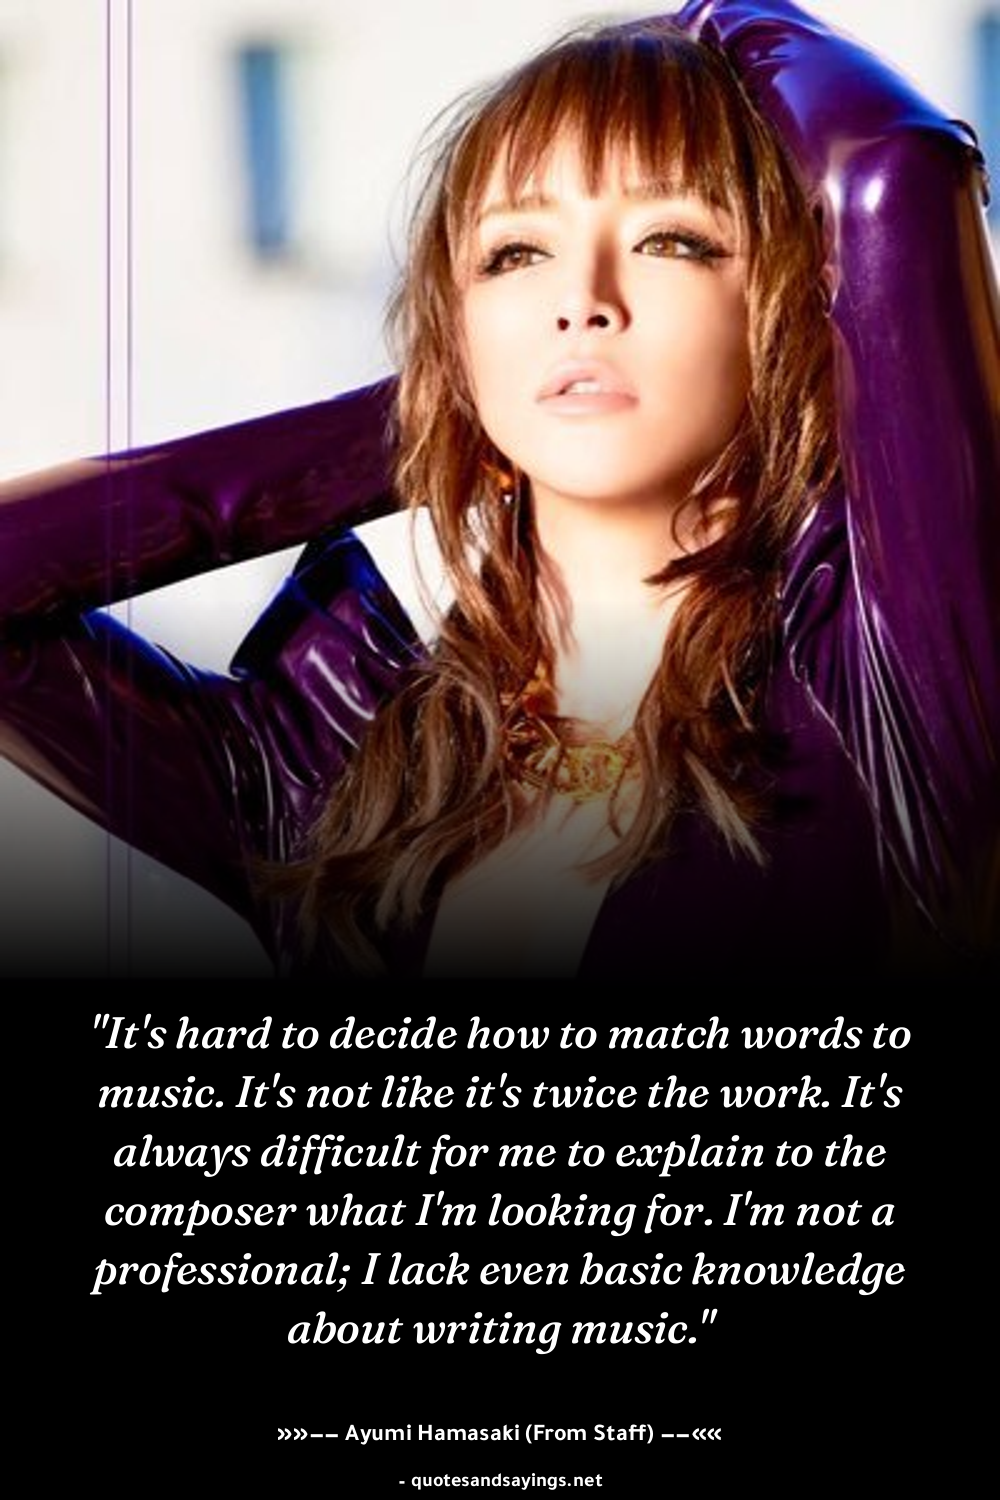 "It's hard to decide how to match words to
music. It's not like it's twice the work. It's
always difficult for me to explain to the
composer what I'm looking for. I'm not a
professional; I lack even basic knowledge
about writing music."
»»–– Ayumi Hamasaki (From Staff) ––««
- quotesandsayings.net